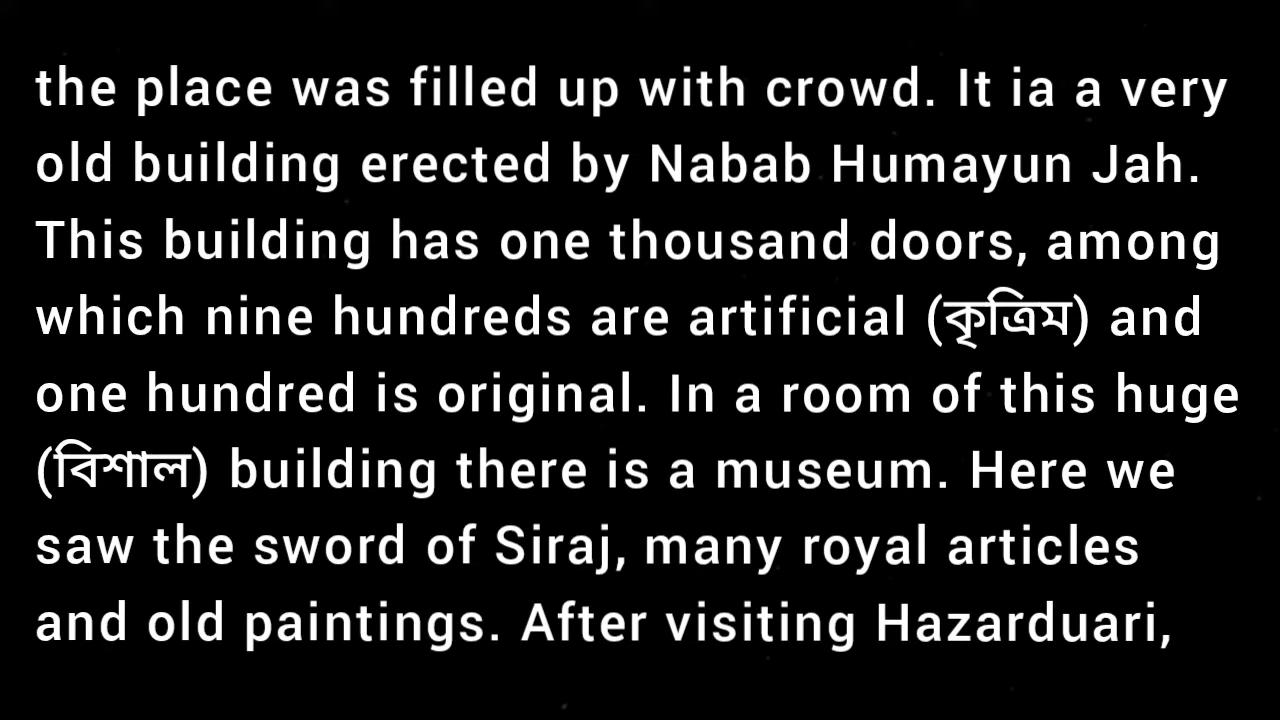 the place was filled up with crowd. It ia a very
old building erected by Nabab Humayun Jah.
This building has one thousand doors, among
which nine hundreds are artificial (কৃত্রিম) and
one hundred is original. In a room of this huge
(বিশাল) building there is a museum. Here we
saw the sword of Siraj, many royal articles
and old paintings. After visiting Hazarduari,